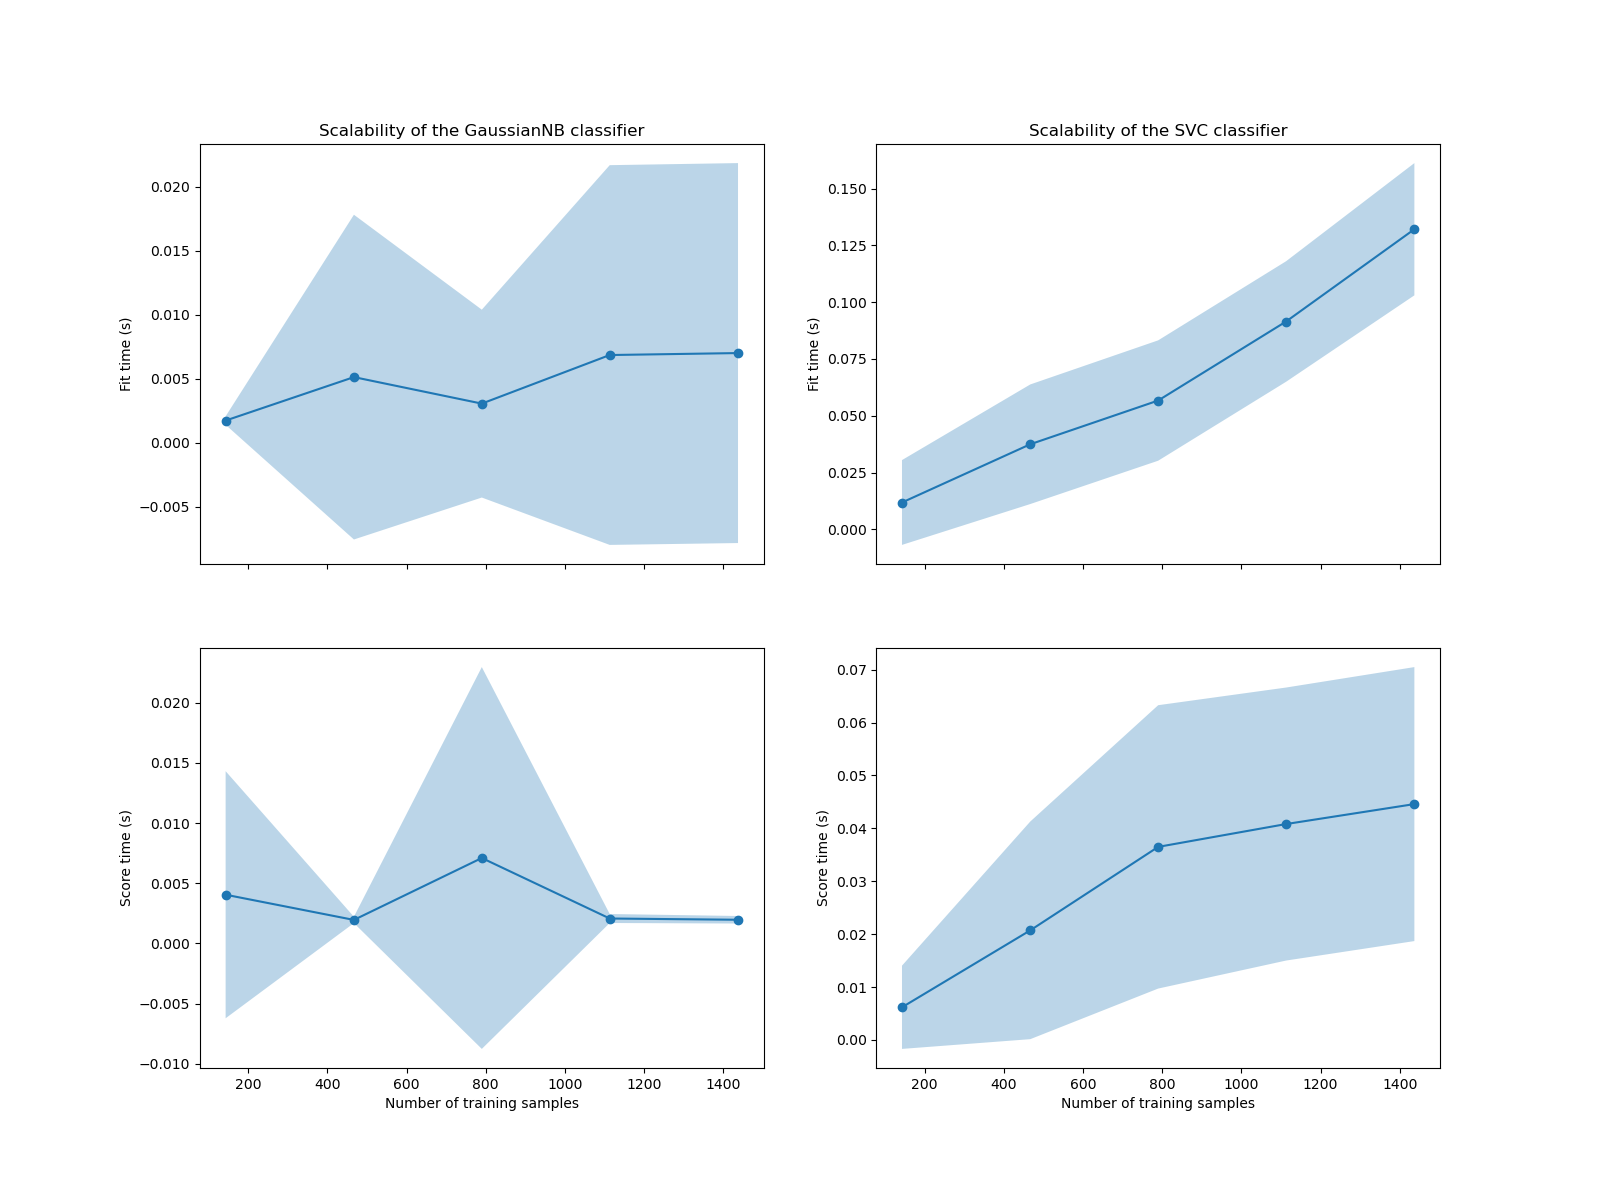 Scalability of the GaussianNB classifier
0.020
0.015
0.010
0.005
0.000
−0.005
Fit time (s)
Scalability of the SVC classifier
0.150
0.125
0.100
0.075
0.050
0.025
0.000
Fit time (s)
0.020
0.015
0.010
0.005
0.000
−0.005
−0.010
Score time (s)
200 400 600 800 1000 1200 1400
Number of training samples
0.07
0.06
0.05
0.04
0.03
0.02
0.01
0.00
Score time (s)
200 400 600 800 1000 1200 1400
Number of training samples